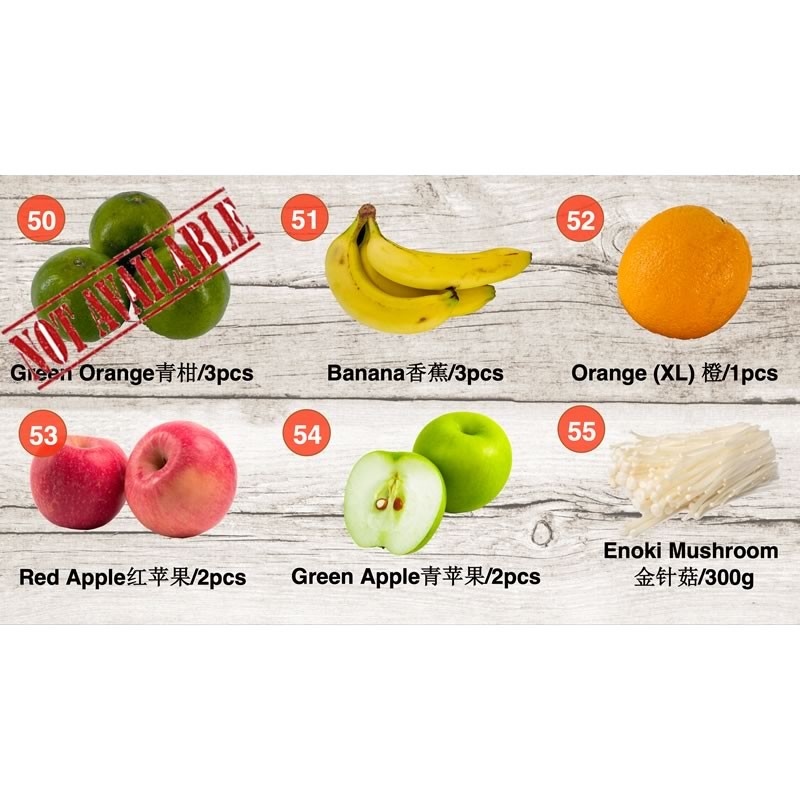 50
NOT AVAILABLE
Green Orange青柑/3pcs
51
Banana香蕉/3pcs
52
Orange (XL) 橙/1pcs
53
Red Apple红苹果/2pcs
54
Green Apple青苹果/2pcs
55
Enoki Mushroom
金针菇/300g